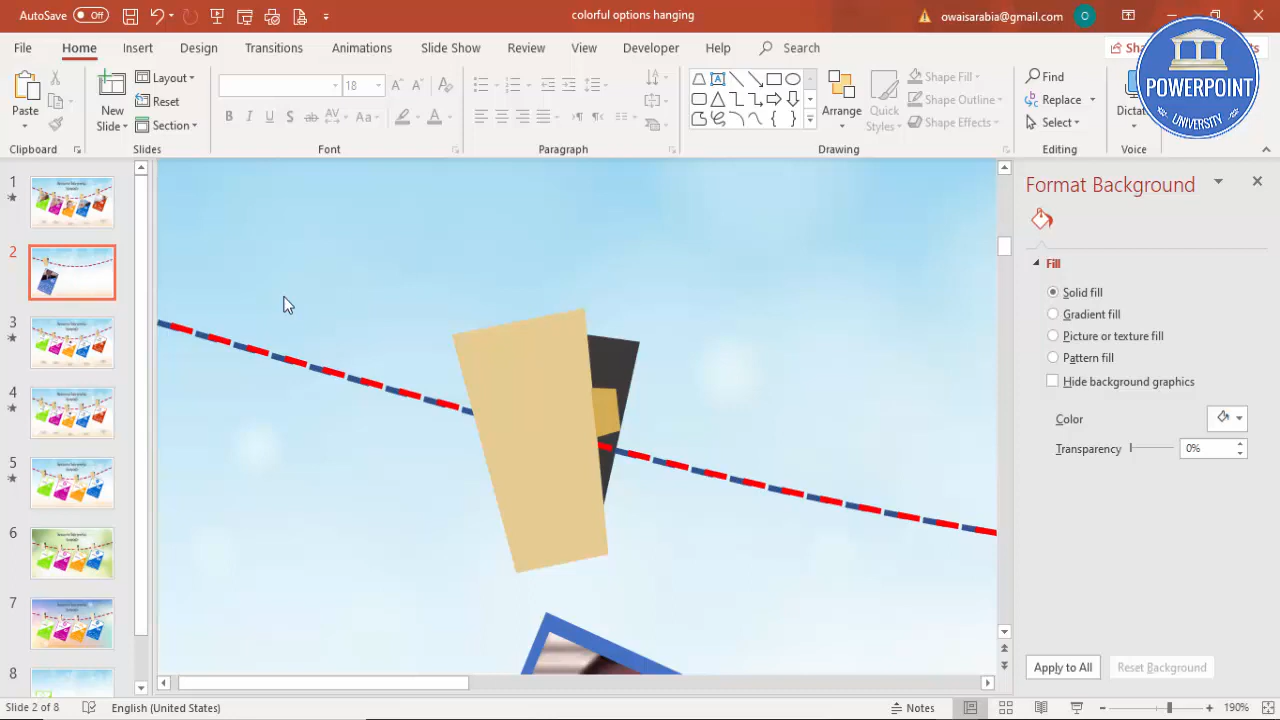 AutoSave Off
colorful options hanging
owaisarabia@gmail.com
O
File Home Insert Design Transitions Animations Slide Show Review View Developer Help Search
Paste
New
Slide
Layout
Reset
Section
18
Arrange
Quick
Styles
Shape Fill
Shape Outline
Shape Effects
Find
Replace
Select
Clipboard
Slides
Font
Paragraph
Drawing
Editing
Voice
POWERPOINT
UNIVERSITY
1
2
3
4
5
6
7
8
Format Background
Fill
Solid fill
Gradient fill
Picture or texture fill
Pattern fill
Hide background graphics
Color
Transparency 0%
Apply to All
Reset Background
Slide 2 of 8
English (United States)
Notes
190%